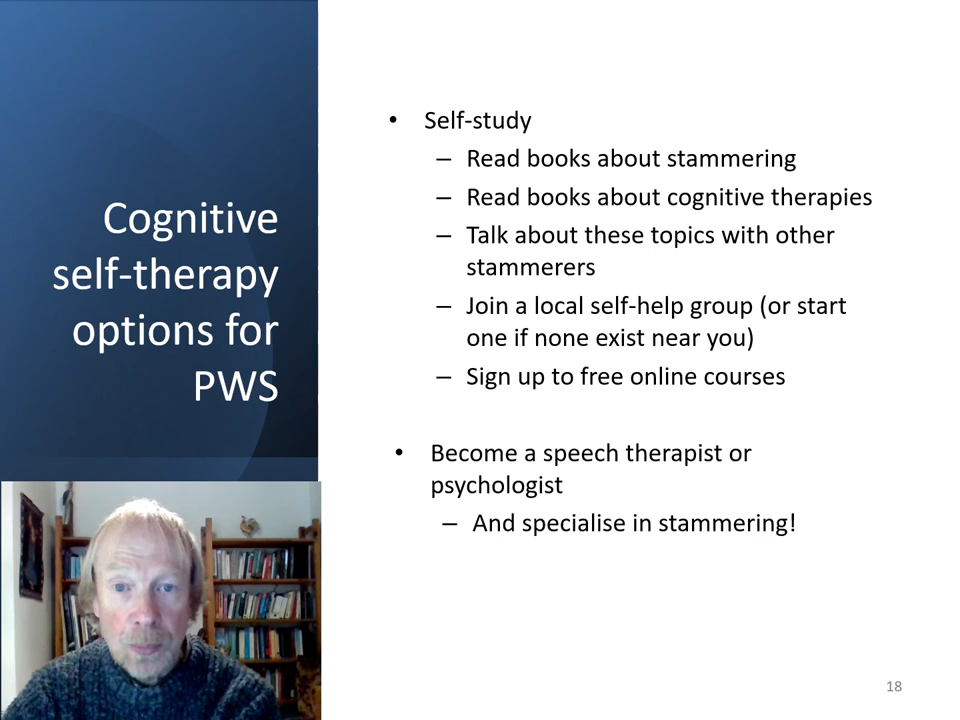 Cognitive
self-therapy
options for
PWS
• Self-study
– Read books about stammering
– Read books about cognitive therapies
– Talk about these topics with other
stammerers
– Join a local self-help group (or start
one if none exist near you)
– Sign up to free online courses
• Become a speech therapist or
psychologist
– And specialise in stammering!
18